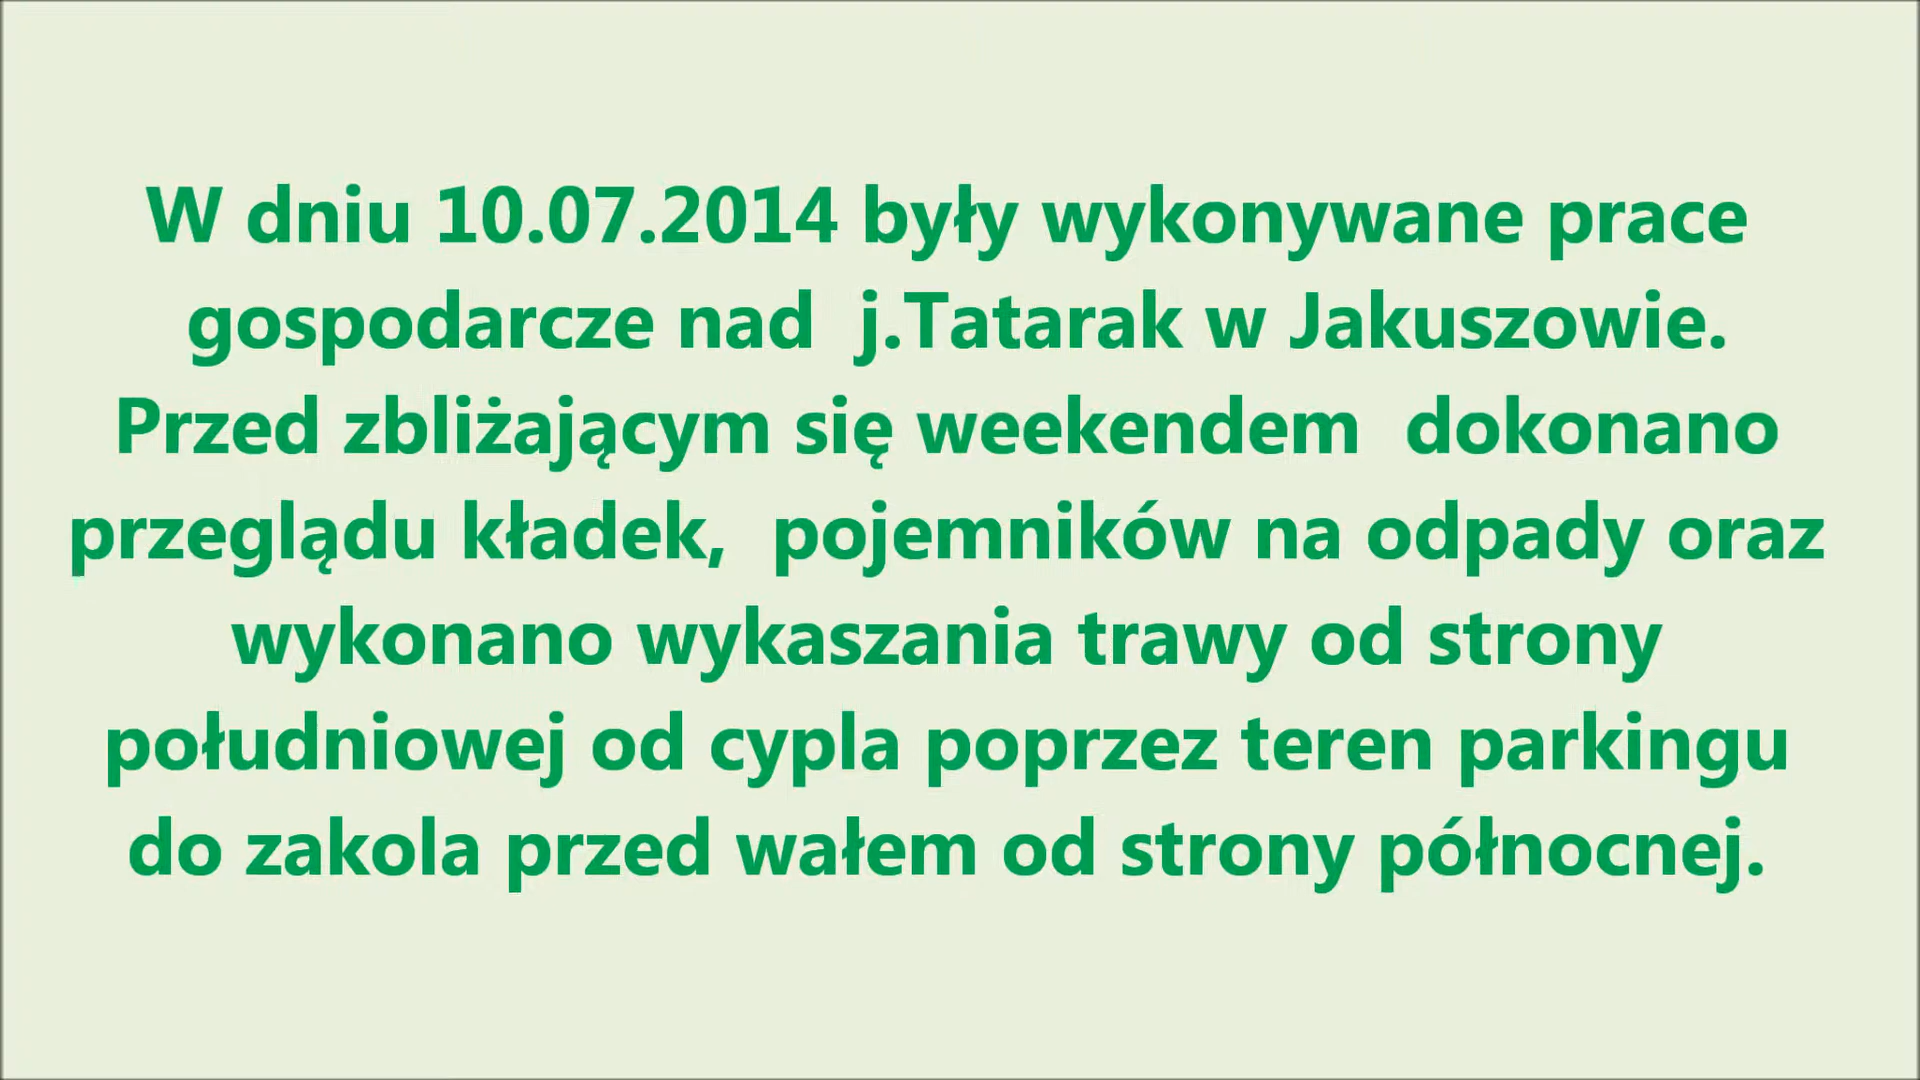 W dniu 10.07.2014 były wykonywane prace
gospodarcze nad j.Tatarak w Jakuszowie.
Przed zbliżającym się weekendem dokonano
przeglądu kładek, pojemników na odpady oraz
wykonano wykaszania trawy od strony
południowej od cypla poprzez teren parkingu
do zakola przed wałem od strony północnej.